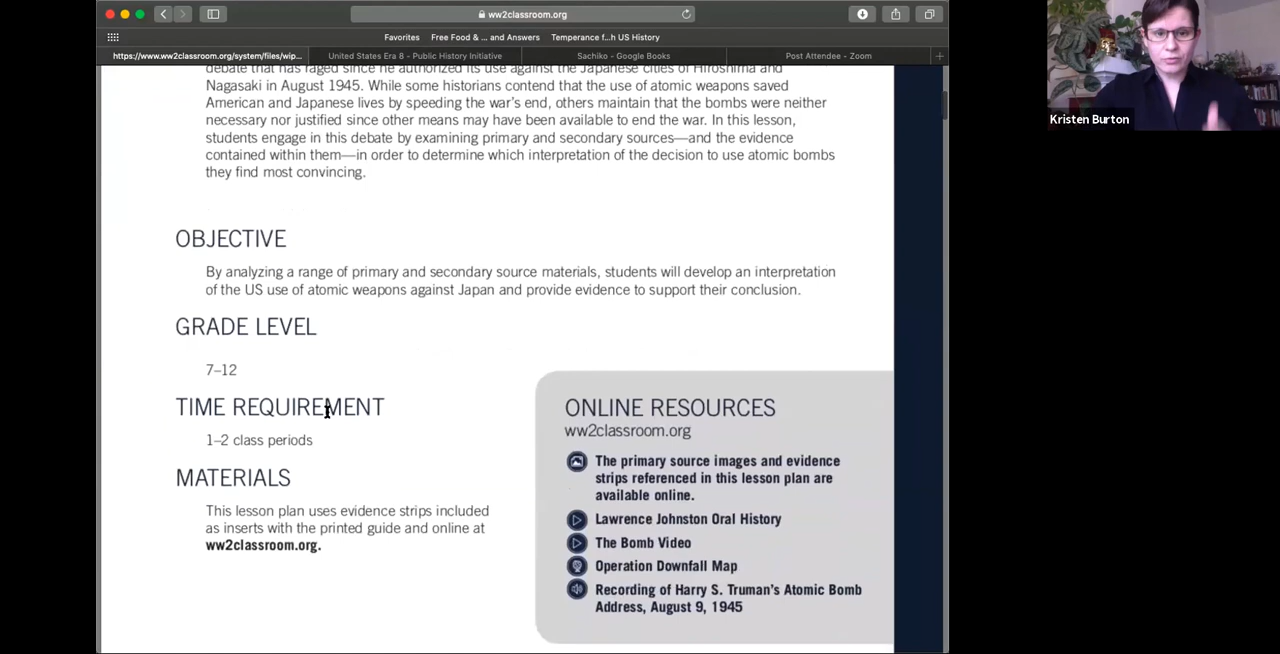 ww2classroom.org
Favorites
Free Food & ... and Answers
Temperance f...h US History
https://www.ww2classroom.org/system/files/wip...
United States Era 8 - Public History Initiative
Sachiko - Google Books
Post Attendee - Zoom
Kristen Burton
debate that has raged since he authorized its use against the Japanese cities of Hiroshima and
Nagasaki in August 1945. While some historians contend that the use of atomic weapons saved
American and Japanese lives by speeding the war's end, others maintain that the bombs were neither
necessary nor justified since other means may have been available to end the war. In this lesson,
students engage in this debate by examining primary and secondary sources—and the evidence
contained within them—in order to determine which interpretation of the decision to use atomic bombs
they find most convincing.
OBJECTIVE
By analyzing a range of primary and secondary source materials, students will develop an interpretation
of the US use of atomic weapons against Japan and provide evidence to support their conclusion.
GRADE LEVEL
7–12
TIME REQUIREMENT
1–2 class periods
MATERIALS
This lesson plan uses evidence strips included
as inserts with the printed guide and online at
ww2classroom.org.
ONLINE RESOURCES
ww2classroom.org
The primary source images and evidence
strips referenced in this lesson plan are
available online.
Lawrence Johnston Oral History
The Bomb Video
Operation Downfall Map
Recording of Harry S. Truman's Atomic Bomb
Address, August 9, 1945